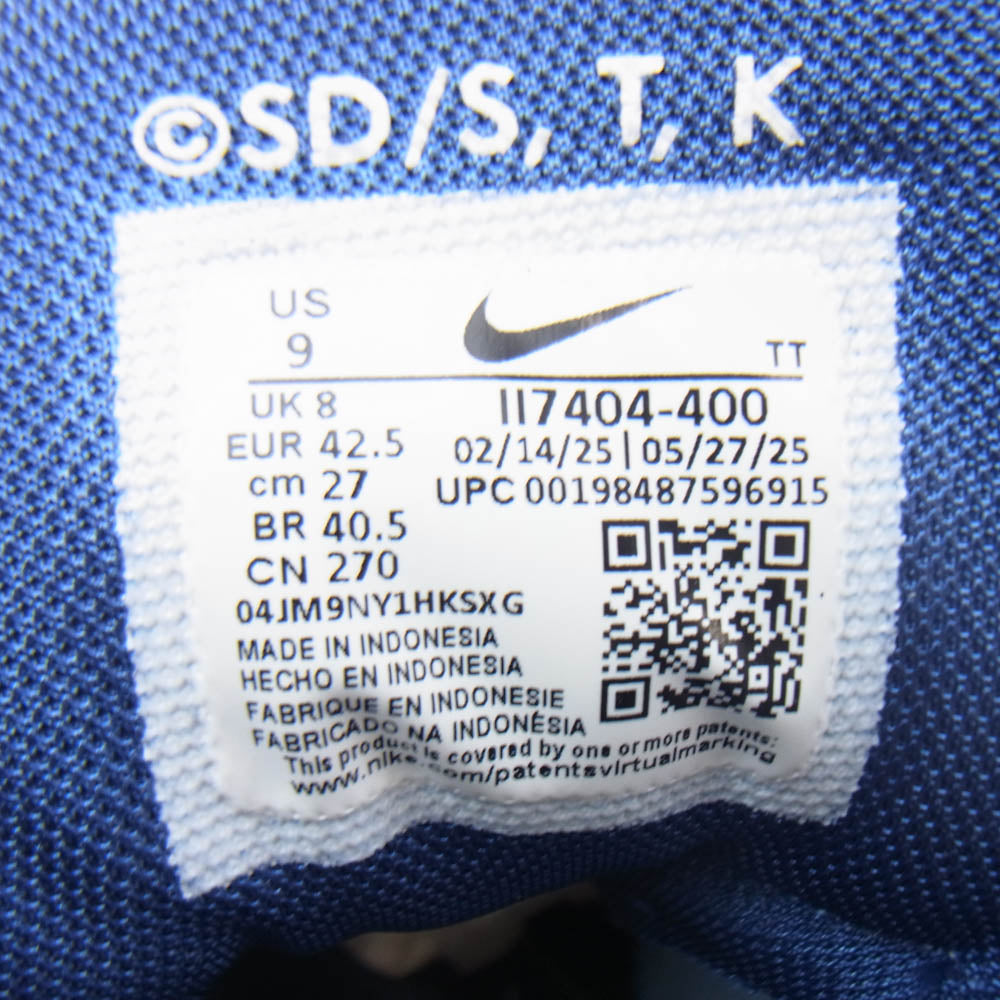 ©SD/S, T, K
US
9
TT
UK 8
EUR 42.5
cm 27
BR 40.5
CN 270
II7404-400
02/14/25 | 05/27/25
UPC 00198487596915
04JM9NY1HKSXG
MADE IN INDONESIA
HECHO EN INDONESIA
FABRIQUE EN INDONESIE
FABRICADO NA INDONÉSIA
This product is covered by one or more patents:
www.nike.com/patentsvirtualmarking